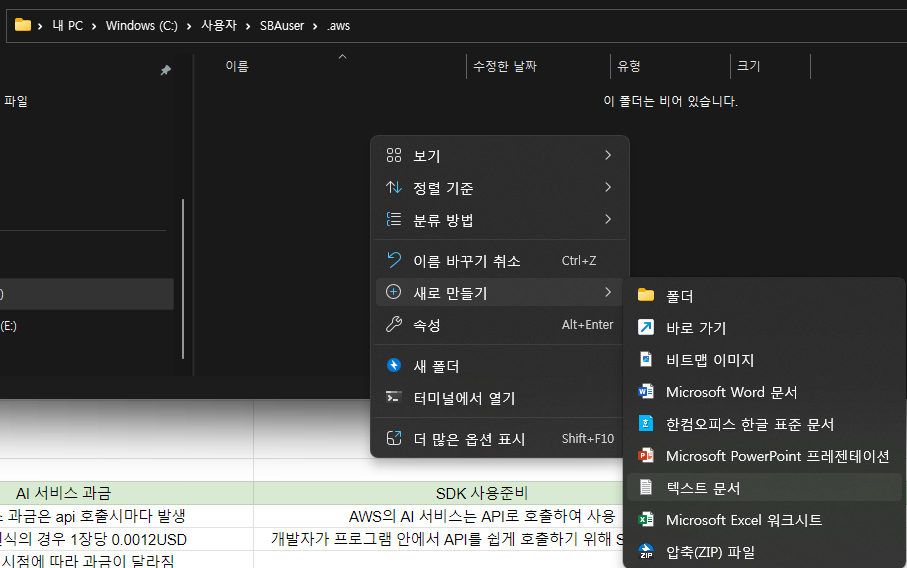 내 PC > Windows (C:) > 사용자 > SBAuser > .aws
이름 수정한 날짜 유형 크기
파일
이 폴더는 비어 있습니다.
보기
정렬 기준
분류 방법
이름 바꾸기 취소 Ctrl+Z
새로 만들기
속성 Alt+Enter
새 폴더
터미널에서 열기
더 많은 옵션 표시 Shift+F10
)
(E:)
폴더
바로 가기
비트맵 이미지
Microsoft Word 문서
한컴오피스 한글 표준 문서
Microsoft PowerPoint 프레젠테이션
텍스트 문서
Microsoft Excel 워크시트
압축(ZIP) 파일
AI 서비스 과금 SDK 사용준비
과금은 api 호출시마다 발생 AWS의 AI 서비스는 API로 호출하여 사용
식의 경우 1장당 0.0012USD 개발자가 프로그램 안에서 API를 쉽게 호출하기 위해 S
시점에 따라 과금이 달라짐